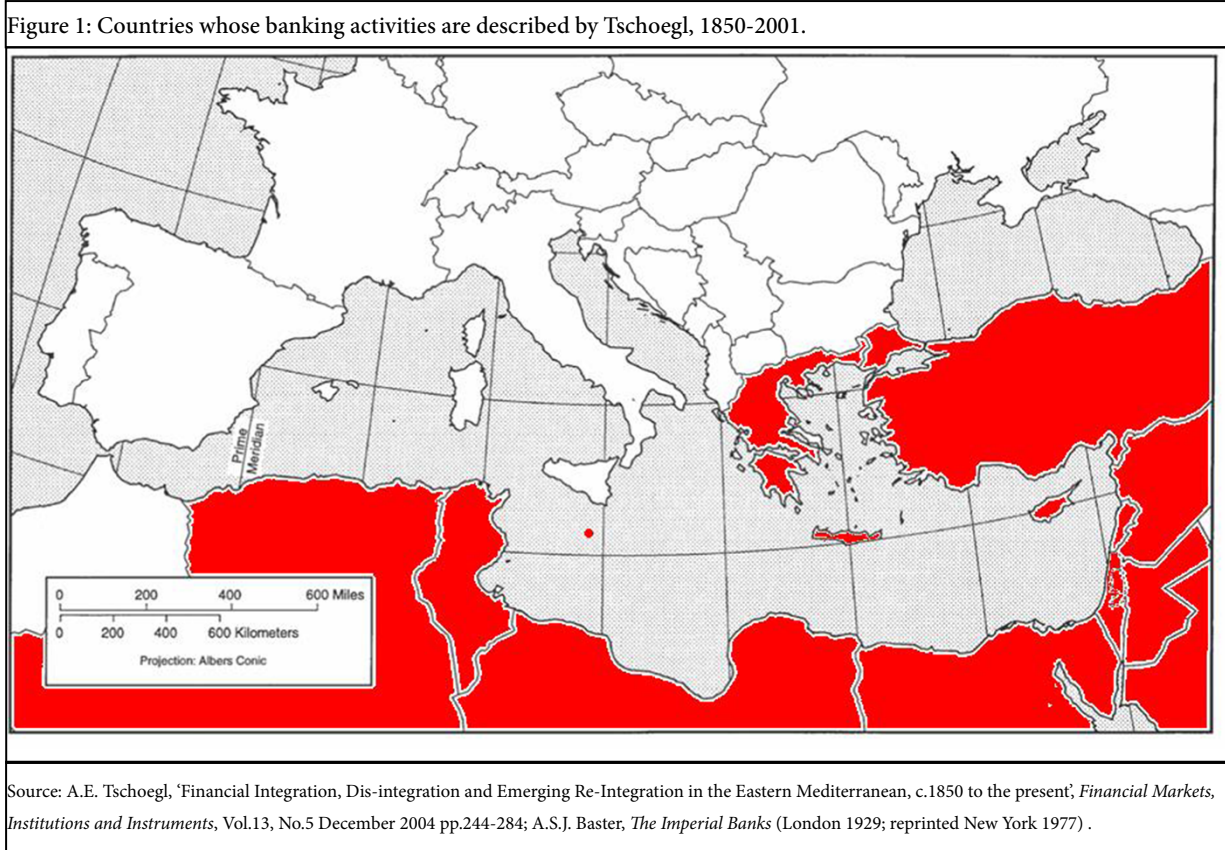 Figure 1: Countries whose banking activities are described by Tschoegl, 1850-2001.
Prime
Meridian
0 200 400 600 Miles
0 200 400 600 Kilometers
Projection: Albers Conic
Source: A.E. Tschoegl, ‘Financial Integration, Dis-integration and Emerging Re-Integration in the Eastern Mediterranean, c.1850 to the present’, Financial Markets,
Institutions and Instruments, Vol.13, No.5 December 2004 pp.244-284; A.S.J. Baster, The Imperial Banks (London 1929; reprinted New York 1977) .